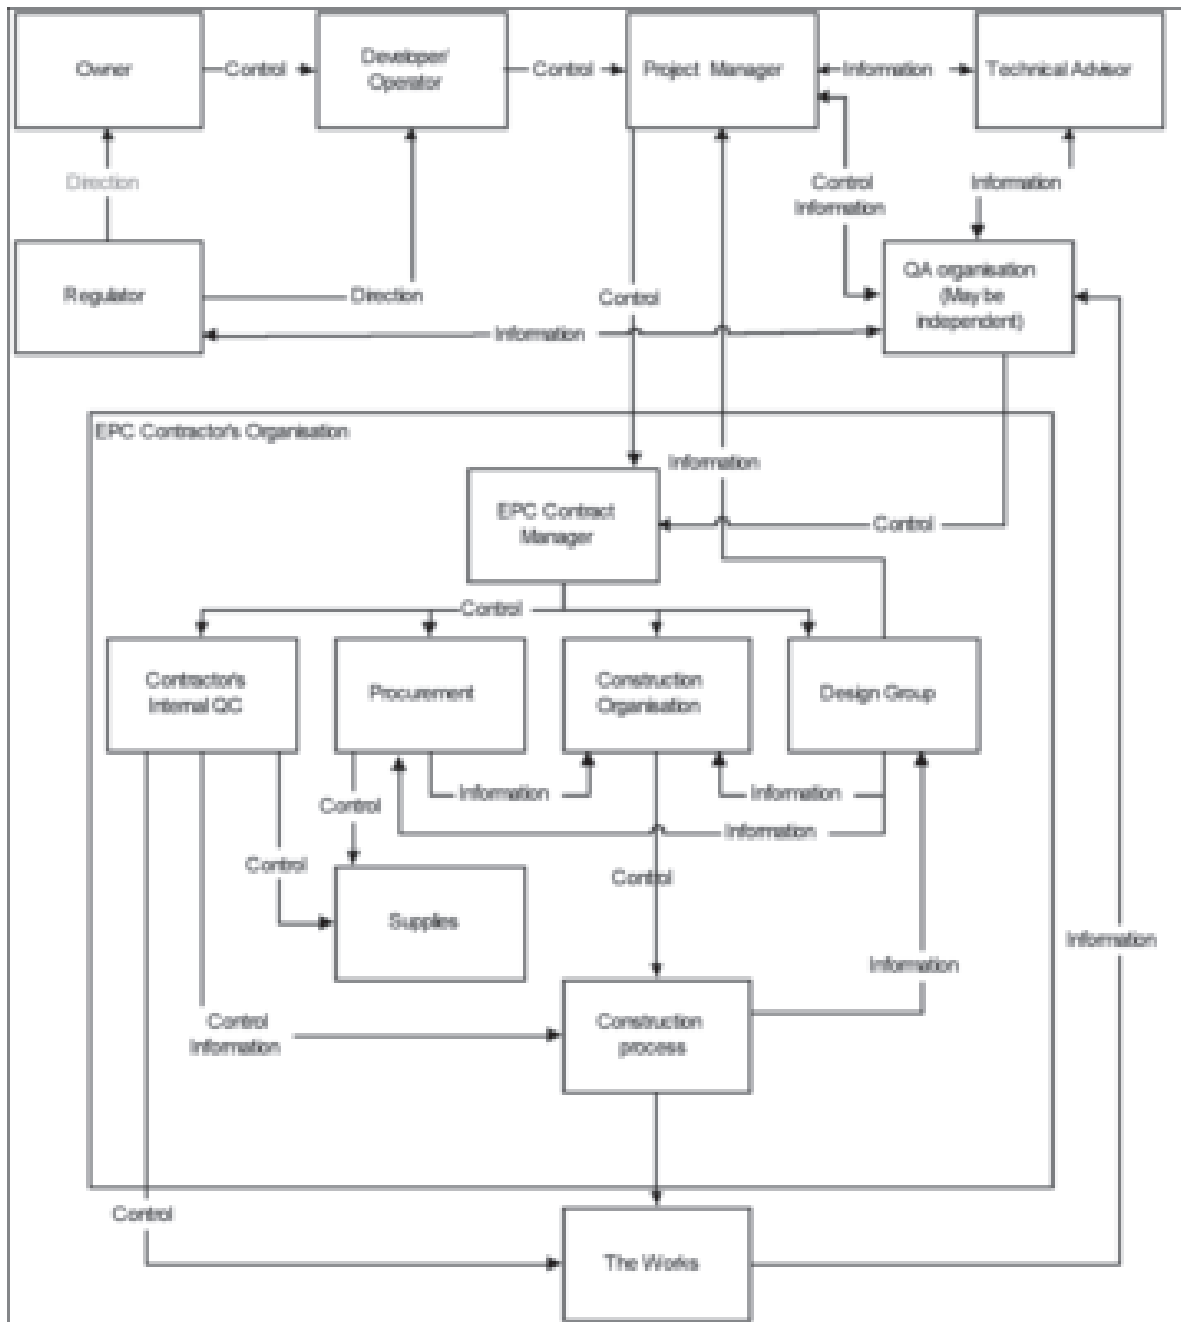 Owner
Control
Developer/
Operator
Control
Project Manager
Information
Technical Advisor
Direction
Control
Information
Information
Regulator
Direction
Control
QA organisation
(May be
independent)
Information
EPC Contractor's Organisation
Information
EPC Contract
Manager
Control
Control
Contractor's
Internal QC
Procurement
Construction
Organisation
Design Group
Information
Information
Control
Information
Control
Control
Supplies
Information
Information
Control
Information
Construction
process
Control
The Works